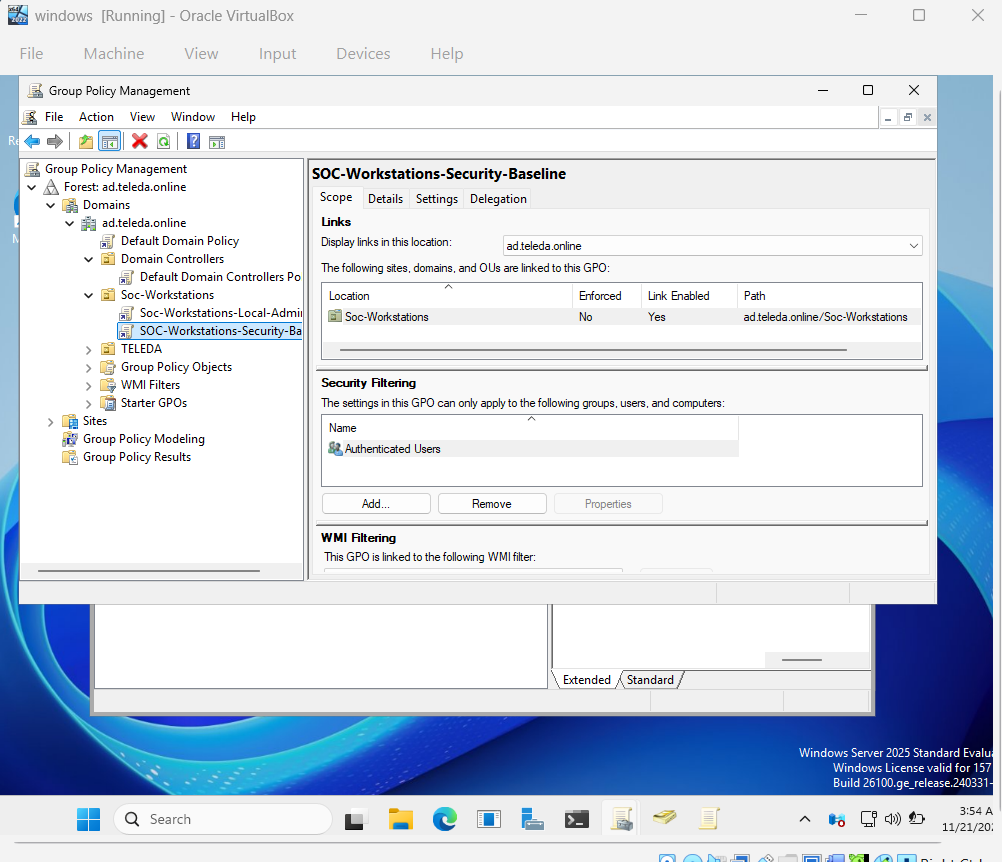 windows [Running] - Oracle VirtualBox
File Machine View Input Devices Help
Group Policy Management
File Action View Window Help
Group Policy Management
Forest: ad.teleda.online
Domains
ad.teleda.online
Default Domain Policy
Domain Controllers
Default Domain Controllers Po
Soc-Workstations
Soc-Workstations-Local-Admi
SOC-Workstations-Security-Ba
TELEDA
Group Policy Objects
WMI Filters
Starter GPOs
Sites
Group Policy Modeling
Group Policy Results
SOC-Workstations-Security-Baseline
Scope Details Settings Delegation
Links
Display links in this location: ad.teleda.online
The following sites, domains, and OUs are linked to this GPO:
Location Enforced Link Enabled Path
Soc-Workstations No Yes ad.teleda.online/Soc-Workstations
Security Filtering
The settings in this GPO can only apply to the following groups, users, and computers:
Name
Authenticated Users
Add... Remove Properties
WMI Filtering
This GPO is linked to the following WMI filter:
Extended Standard
Windows Server 2025 Standard Evalua
Windows License valid for 157
Build 26100.ge_release.240331-
Search
3:54 A
11/21/202